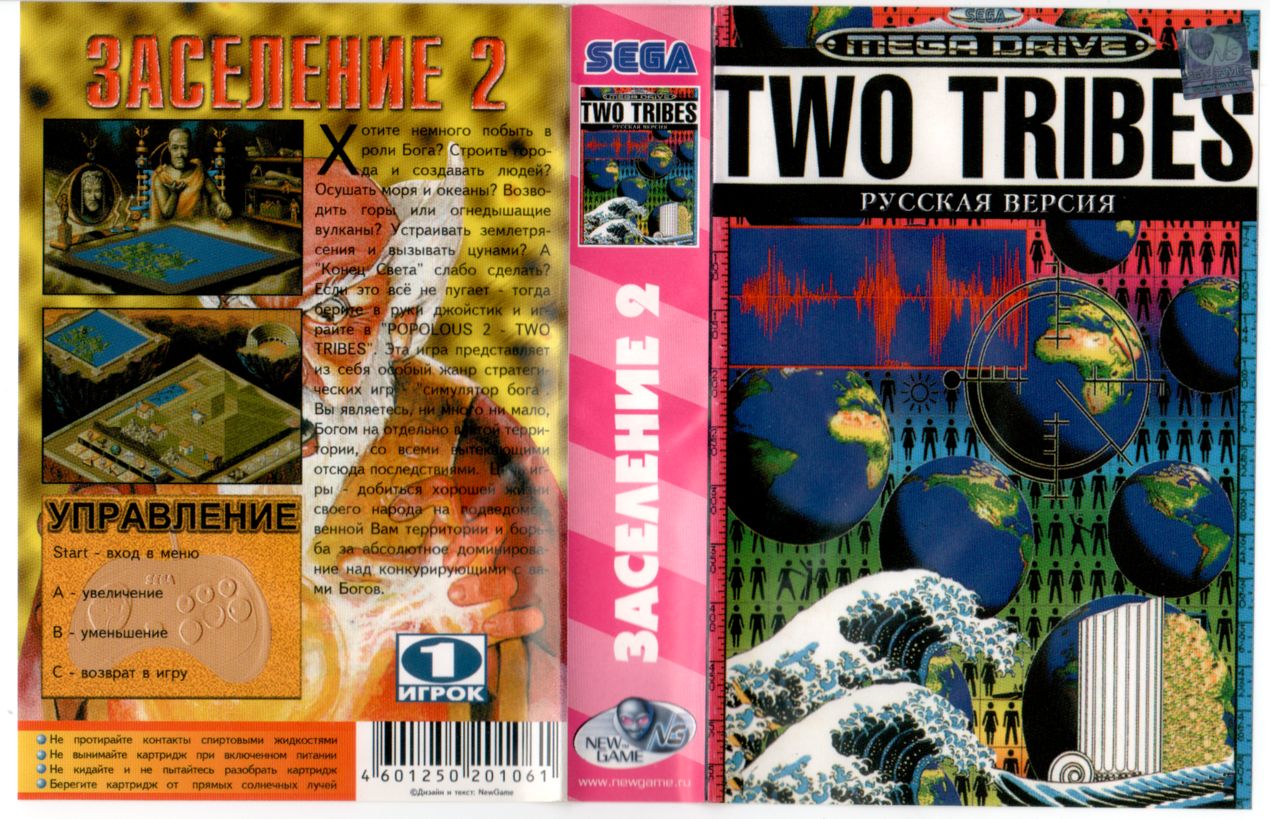 ЗАСЕЛЕНИЕ 2
Хотите немного побыть в
роли Бога? Строить горо-
да и создавать людей?
Осушать моря и океаны? Возво-
дить горы или огнедышащие
вулканы? Устраивать землетря-
сения и вызывать цунами? А
"Конец Света" слабо сделать?
Если это всё не пугает - тогда
берите в руки джойстик и иг-
райте в "POPOLOUS 2 - TWO
TRIBES". Эта игра представляет
из себя особый жанр стратеги-
ческих игр - "симулятор бога".
Вы являетесь, ни много ни мало,
Богом на отдельно взятой терри-
тории, со всеми вытекающими
отсюда последствиями. Цель иг-
ры - добиться хорошей жизни
своего народа на подведомст-
венной Вам территории и борь-
ба за абсолютное доминирова-
ние над конкурирующими с ва-
ми Богов.
УПРАВЛЕНИЕ
Start - вход в меню
SEGA
A - увеличение
B - уменьшение
C - возврат в игру
1
ИГРОК
Не протирайте контакты спиртовыми жидкостями
Не вынимайте картридж при включенном питании
Не кидайте и не пытайтесь разобрать картридж
Берегите картридж от прямых солнечных лучей
4 601250 201061
©Дизайн и текст: NewGame
SEGA
MEGA DRIVE
TWO TRIBES
РУССКАЯ ВЕРСИЯ
ЗАСЕЛЕНИЕ 2
NEW GAME
TM
NG
www.newgame.ru
SEGA
MEGA DRIVE
TWO TRIBES
РУССКАЯ ВЕРСИЯ